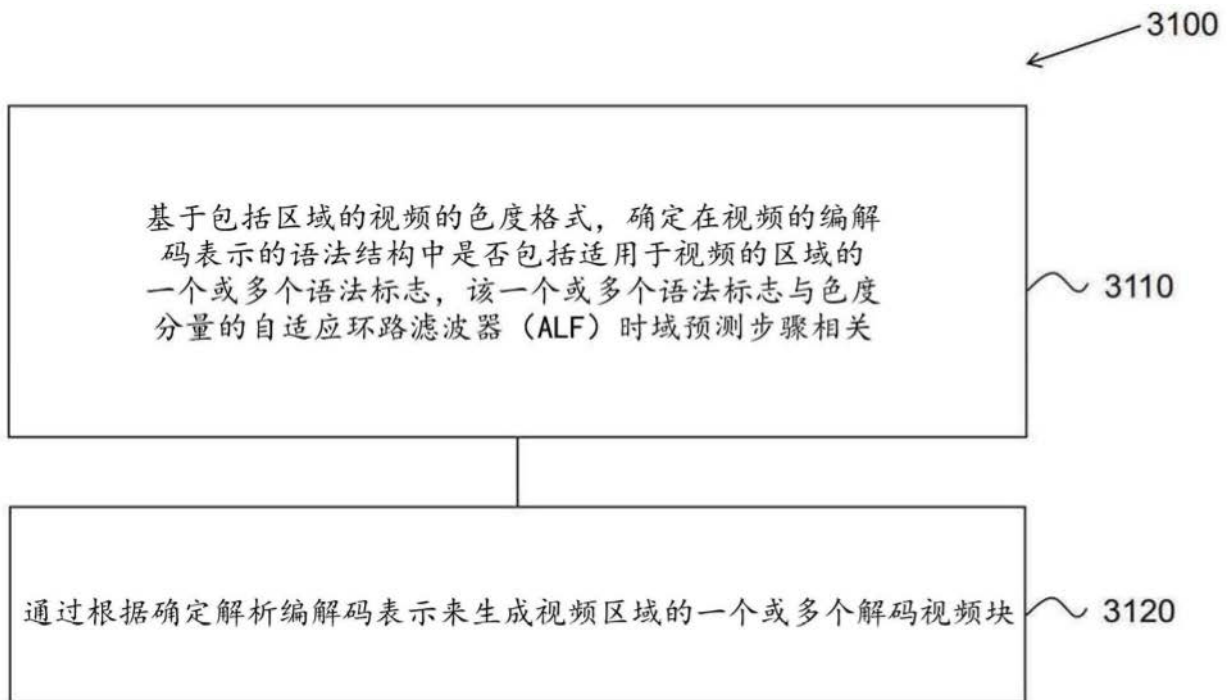 3100
基于包括区域的视频的色度格式，确定在视频的编解
码表示的语法结构中是否包括适用于视频的区域的
一个或多个语法标志，该一个或多个语法标志与色度
分量的自适应环路滤波器（ALF）时域预测步骤相关
3110
通过根据确定解析编解码表示来生成视频区域的一个或多个解码视频块
3120